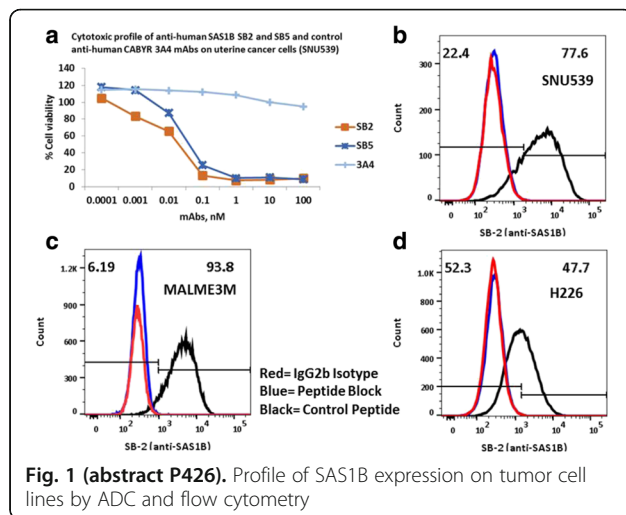 a Cytotoxic profile of anti-human SAS1B SB2 and SB5 and control
anti-human CABYR 3A4 mAbs on uterine cancer cells (SNU539)
% Cell viability
140
120
100
80
60
40
20
0
0.0001 0.001 0.01 0.1 1 10 100
mAbs, nM
SB2
SB5
3A4
b
22.4 77.6
SNU539
Count
300
200
100
0
0 10² 10³ 10⁴ 10⁵
SB-2 (anti-SAS1B)
c
6.19 93.8
MALME3M
Count
1.2K
900
600
300
0
0 10² 10³ 10⁴ 10⁵
SB-2 (anti-SAS1B)
Red= IgG2b Isotype
Blue= Peptide Block
Black= Control Peptide
d
52.3 47.7
H226
Count
1.0K
800
600
400
200
0
0 10² 10³ 10⁴ 10⁵
SB-2 (anti-SAS1B)
Fig. 1 (abstract P426). Profile of SAS1B expression on tumor cell
lines by ADC and flow cytometry